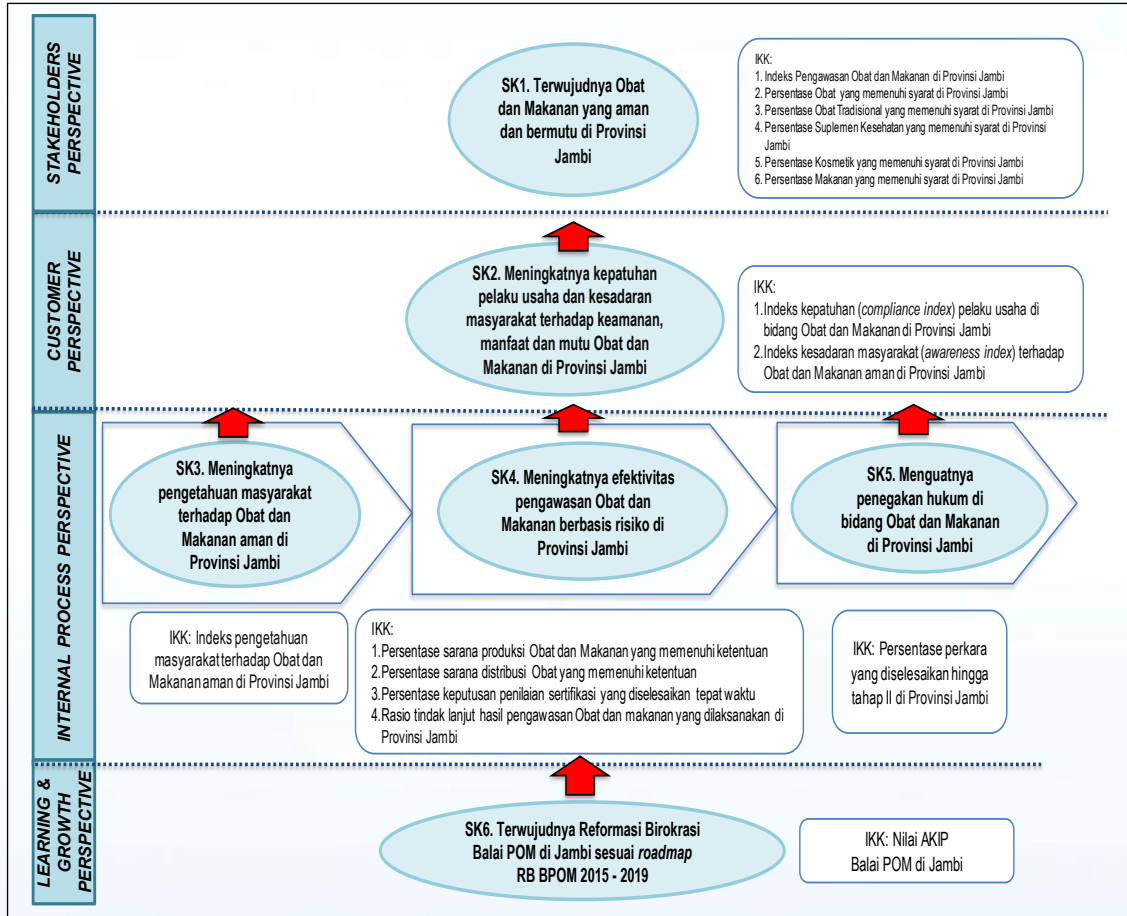 STAKEHOLDERS
PERSPECTIVE
SK1. Terwujudnya Obat
dan Makanan yang aman
dan bermutu di Provinsi
Jambi
IKK:
1. Indeks Pengawasan Obat dan Makanan di Provinsi Jambi
2. Persentase Obat yang memenuhi syarat di Provinsi Jambi
3. Persentase Obat Tradisional yang memenuhi syarat di Provinsi Jambi
4. Persentase Suplemen Kesehatan yang memenuhi syarat di Provinsi
Jambi
5. Persentase Kosmetik yang memenuhi syarat di Provinsi Jambi
6. Persentase Makanan yang memenuhi syarat di Provinsi Jambi
CUSTOMER
PERSPECTIVE
SK2. Meningkatnya kepatuhan
pelaku usaha dan kesadaran
masyarakat terhadap keamanan,
manfaat dan mutu Obat dan
Makanan di Provinsi Jambi
IKK:
1.Indeks kepatuhan (compliance index) pelaku usaha di
bidang Obat dan Makanan di Provinsi Jambi
2.Indeks kesadaran masyarakat (awareness index) terhadap
Obat dan Makanan aman di Provinsi Jambi
INTERNAL PROCESS PERSPECTIVE
SK3. Meningkatnya
pengetahuan masyarakat
terhadap Obat dan
Makanan aman di
Provinsi Jambi
SK4. Meningkatnya efektivitas
pengawasan Obat dan
Makanan berbasis risiko di
Provinsi Jambi
SK5. Menguatnya
penegakan hukum di
bidang Obat dan Makanan
di Provinsi Jambi
IKK: Indeks pengetahuan
masyarakat terhadap Obat dan
Makanan aman di Provinsi Jambi
IKK:
1.Persentase sarana produksi Obat dan Makanan yang memenuhi ketentuan
2.Persentase sarana distribusi Obat yang memenuhi ketentuan
3.Persentase keputusan penilaian sertifikasi yang diselesaikan tepat waktu
4.Rasio tindak lanjut hasil pengawasan Obat dan makanan yang dilaksanakan di
Provinsi Jambi
IKK: Persentase perkara
yang diselesaikan hingga
tahap II di Provinsi Jambi
LEARNING &
GROWTH
PERSPECTIVE
SK6. Terwujudnya Reformasi Birokrasi
Balai POM di Jambi sesuai roadmap
RB BPOM 2015 - 2019
IKK: Nilai AKIP
Balai POM di Jambi